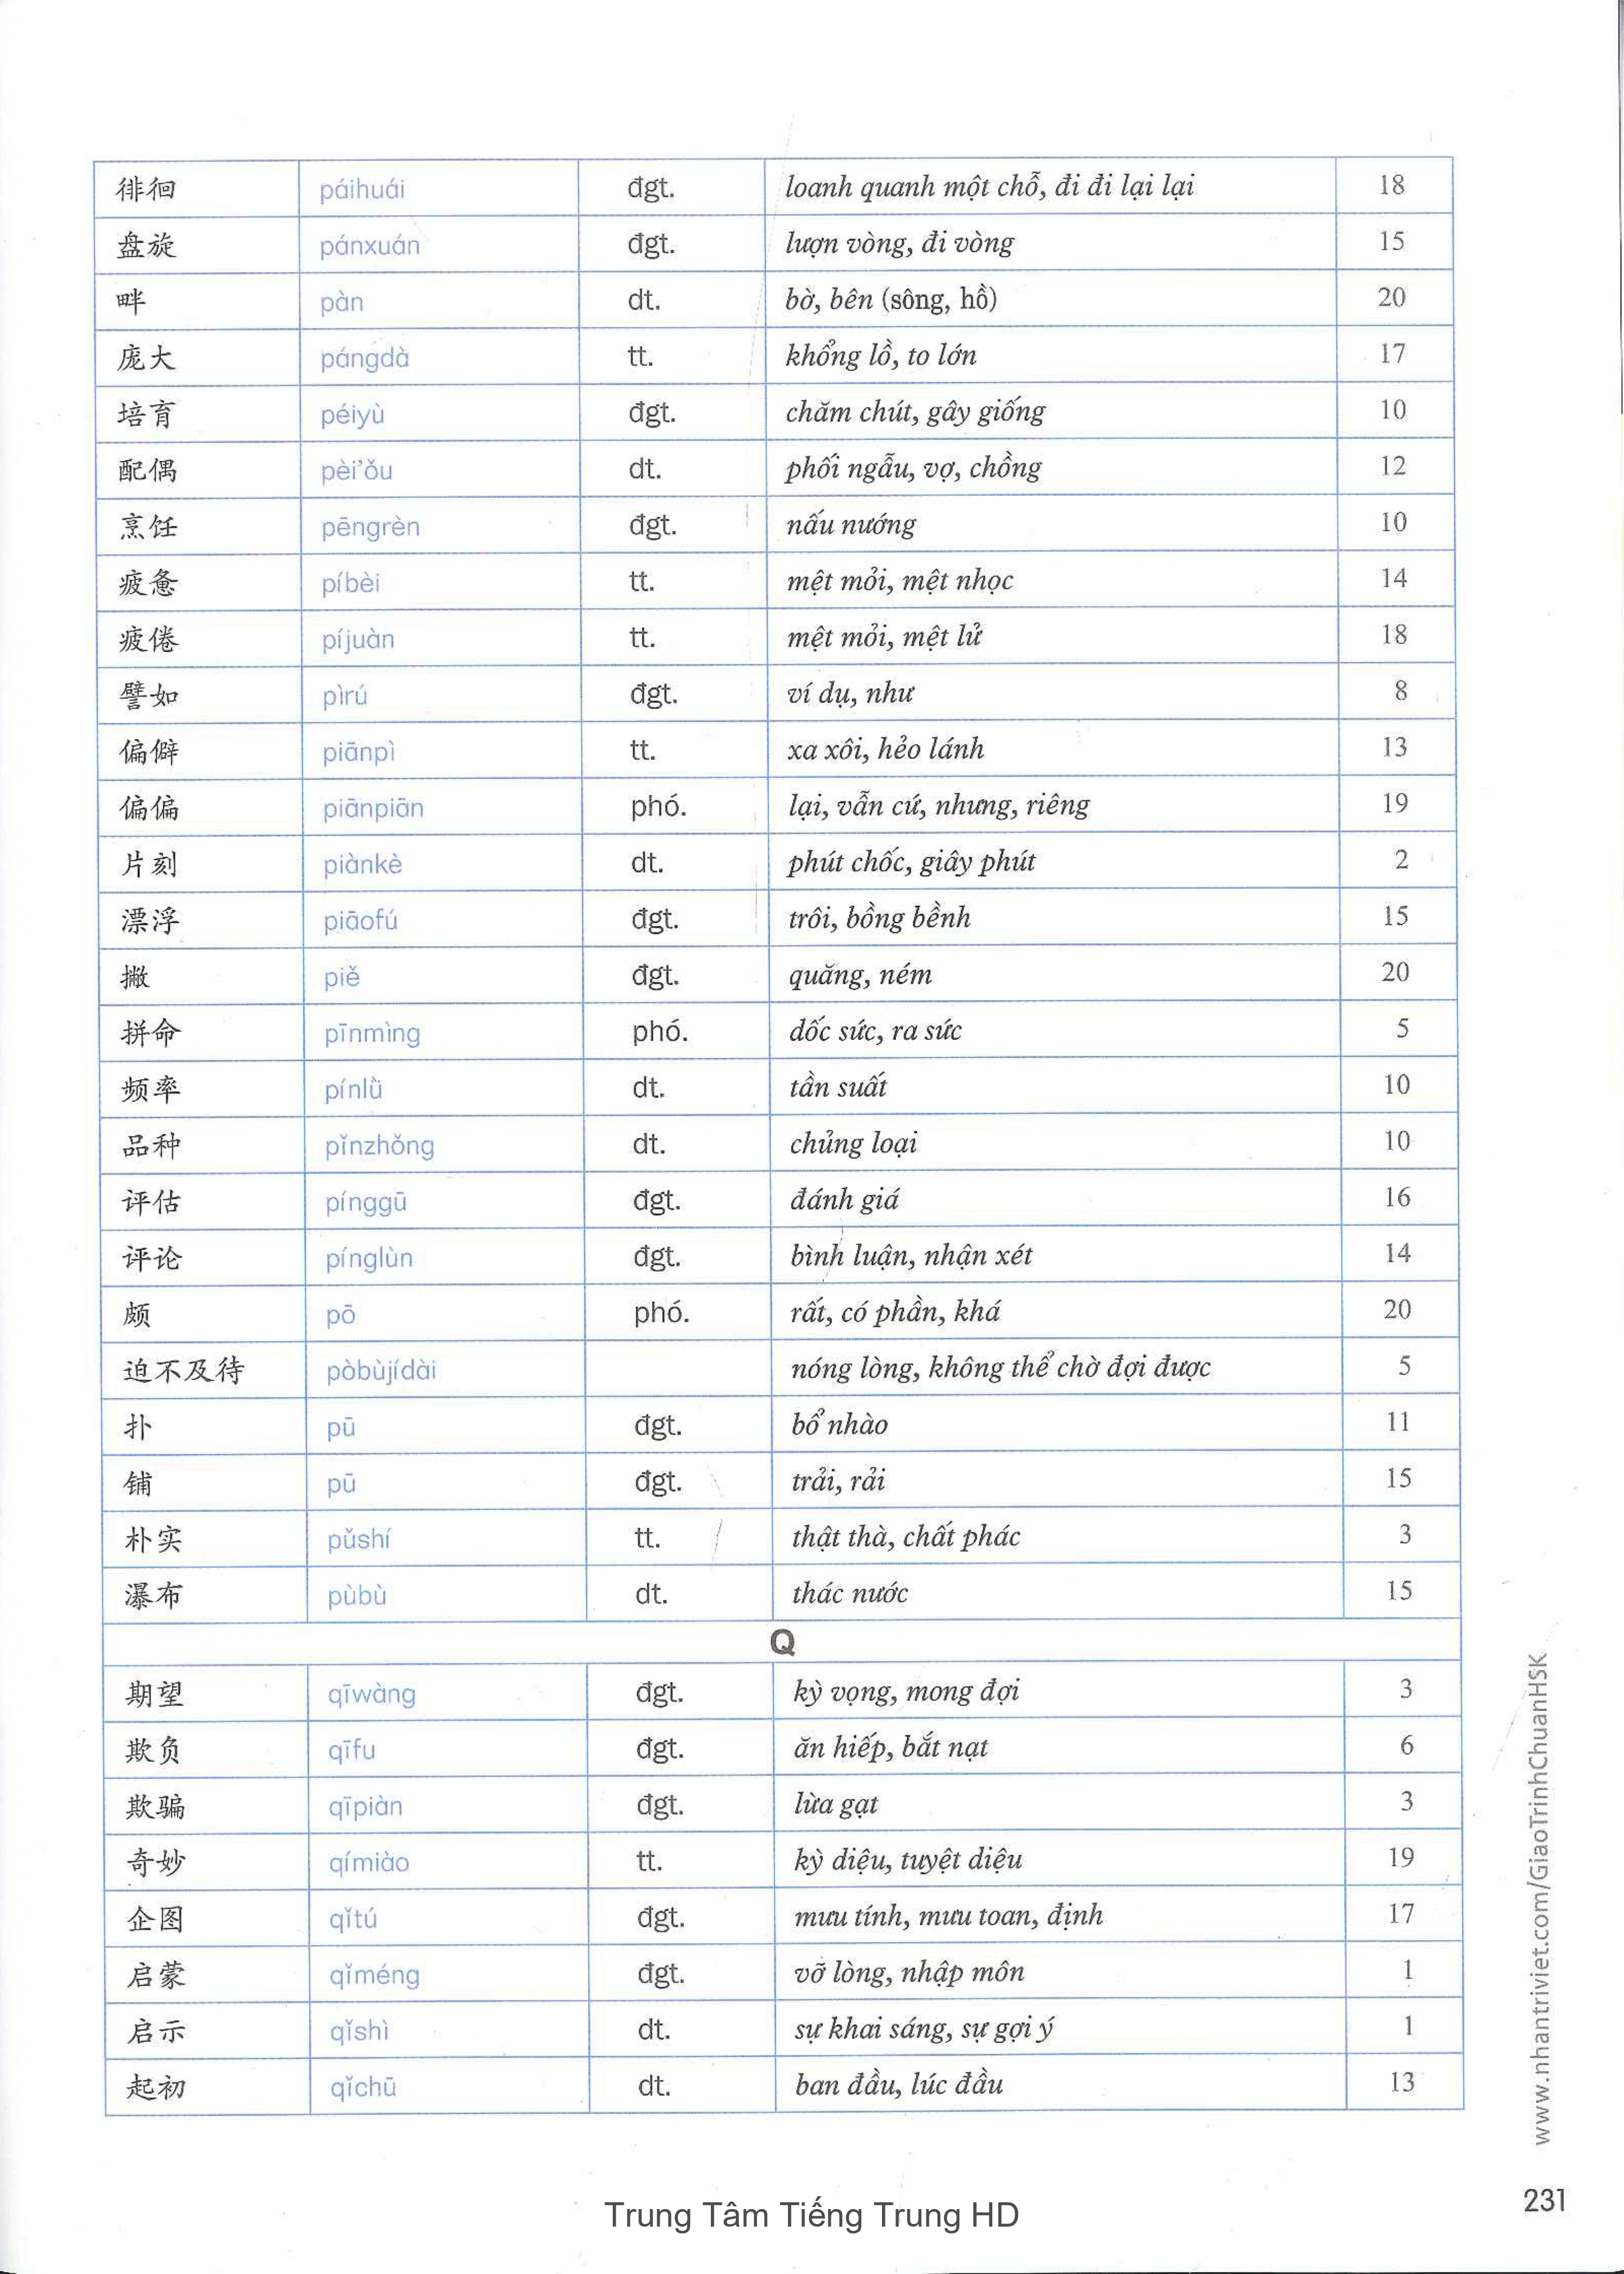 徘徊 páihuái đgt. loanh quanh một chỗ, đi đi lại lại 18
盘旋 pánxuán đgt. lượn vòng, đi vòng 15
畔 pàn dt. bờ, bên (sông, hồ) 20
庞大 pángdà tt. khổng lồ, to lớn 17
培育 péiyù đgt. chăm chút, gây giống 10
配偶 pèi’ǒu dt. phối ngẫu, vợ, chồng 12
烹饪 pēngrèn đgt. nấu nướng 10
疲惫 píbèi tt. mệt mỏi, mệt nhọc 14
疲倦 píjuàn tt. mệt mỏi, mệt lử 18
譬如 pìrú đgt. ví dụ, như 8
偏僻 piānpì tt. xa xôi, hẻo lánh 13
偏偏 piānpiān phó. lại, vẫn cứ, nhưng, riêng 19
片刻 piànkè dt. phút chốc, giây phút 2
漂浮 piāofú đgt. trôi, bồng bềnh 15
撇 piě đgt. quăng, ném 20
拼命 pīnmìng phó. dốc sức, ra sức 5
频率 pínlǜ dt. tần suất 10
品种 pǐnzhǒng dt. chủng loại 10
评估 pínggū đgt. đánh giá 16
评论 pínglùn đgt. bình luận, nhận xét 14
颇 pō phó. rất, có phần, khá 20
迫不及待 pòbùjídài nóng lòng, không thể chờ đợi được 5
扑 pū đgt. bổ nhào 11
铺 pū đgt. trải, rải 15
朴实 pǔshí tt. thật thà, chất phác 3
瀑布 pùbù dt. thác nước 15
Q
期望 qīwàng đgt. kỳ vọng, mong đợi 3
欺负 qīfu đgt. ăn hiếp, bắt nạt 6
欺骗 qīpiàn đgt. lừa gạt 3
奇妙 qímiào tt. kỳ diệu, tuyệt diệu 19
企图 qǐtú đgt. mưu tính, mưu toan, định 17
启蒙 qǐméng đgt. vỡ lòng, nhập môn 1
启示 qǐshì dt. sự khai sáng, sự gợi ý 1
起初 qǐchū dt. ban đầu, lúc đầu 13
www.nhantriviet.com/GiaoTrinhChuanHSK
231
Trung Tâm Tiếng Trung HD